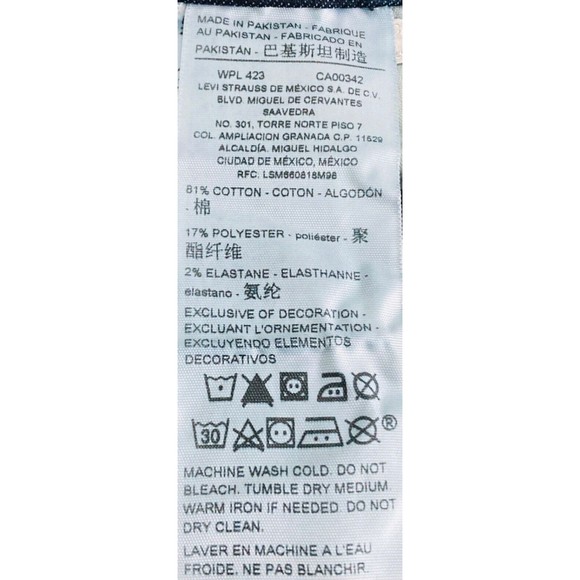 MADE IN PAKISTAN - FABRIQUE
AU PAKISTAN - FABRICADO EN
PAKISTÁN - 巴基斯坦制造
WPL 423 CA00342
LEVI STRAUSS DE MÉXICO S.A. DE C.V.
BLVD MIGUEL DE CERVANTES
SAAVEDRA
NO. 301, TORRE NORTE PISO 7
COL. AMPLIACION GRANADA C.P. 11529
ALCALDÍA. MIGUEL HIDALGO
CIUDAD DE MÉXICO, MÉXICO
RFC. LSM860818M98
81% COTTON - COTON - ALGODÓN
- 棉
17% POLYESTER - poliéster - 聚
酯纤维
2% ELASTANE - ELASTHANNE -
elastano - 氨纶
EXCLUSIVE OF DECORATION -
EXCLUANT L'ORNEMENTATION -
EXCLUYENDO ELEMENTOS
DECORATIVOS
30 ®
MACHINE WASH COLD. DO NOT
BLEACH. TUMBLE DRY MEDIUM.
WARM IRON IF NEEDED. DO NOT
DRY CLEAN.
LAVER EN MACHINE A L'EAU
FROIDE. NE PAS BLANCHIR.